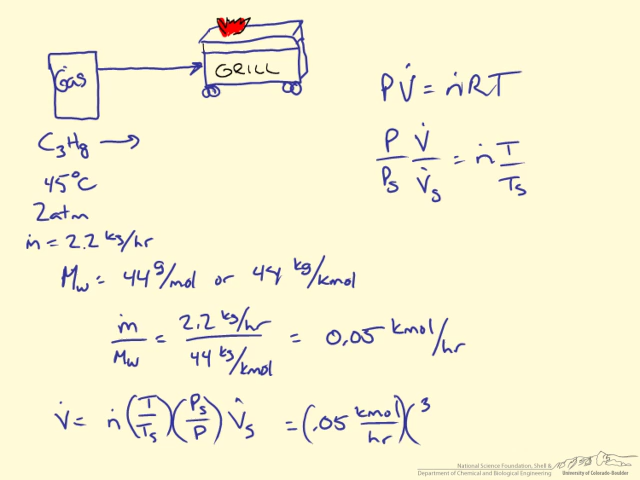 Gas
GRILL
C₃H₈ →
45°C
2atm
ṁ = 2.2 kg/hr
PV̇ = ṅRT
P/Pₛ V̇/V̂ₛ = ṅ T/Tₛ
M_w = 44 g/mol or 44 kg/kmol
ṁ/M_w = 2.2 kg/hr / 44 kg/kmol = 0.05 kmol/hr
V̇ = ṅ (T/Tₛ)(Pₛ/P) V̂ₛ = (.05 kmol/hr)(3
National Science Foundation, Shell &
Department of Chemical and Biological Engineering
University of Colorado-Boulder